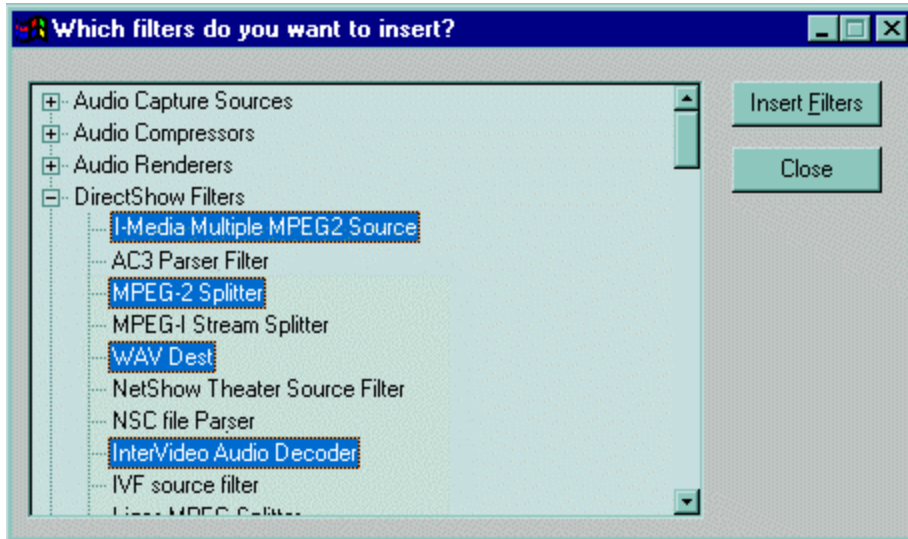 Which filters do you want to insert?
Audio Capture Sources
Audio Compressors
Audio Renderers
DirectShow Filters
I-Media Multiple MPEG2 Source
AC3 Parser Filter
MPEG-2 Splitter
MPEG-I Stream Splitter
WAV Dest
NetShow Theater Source Filter
NSC file Parser
InterVideo Audio Decoder
IVF source filter
MPEG Splitter
Insert Filters
Close